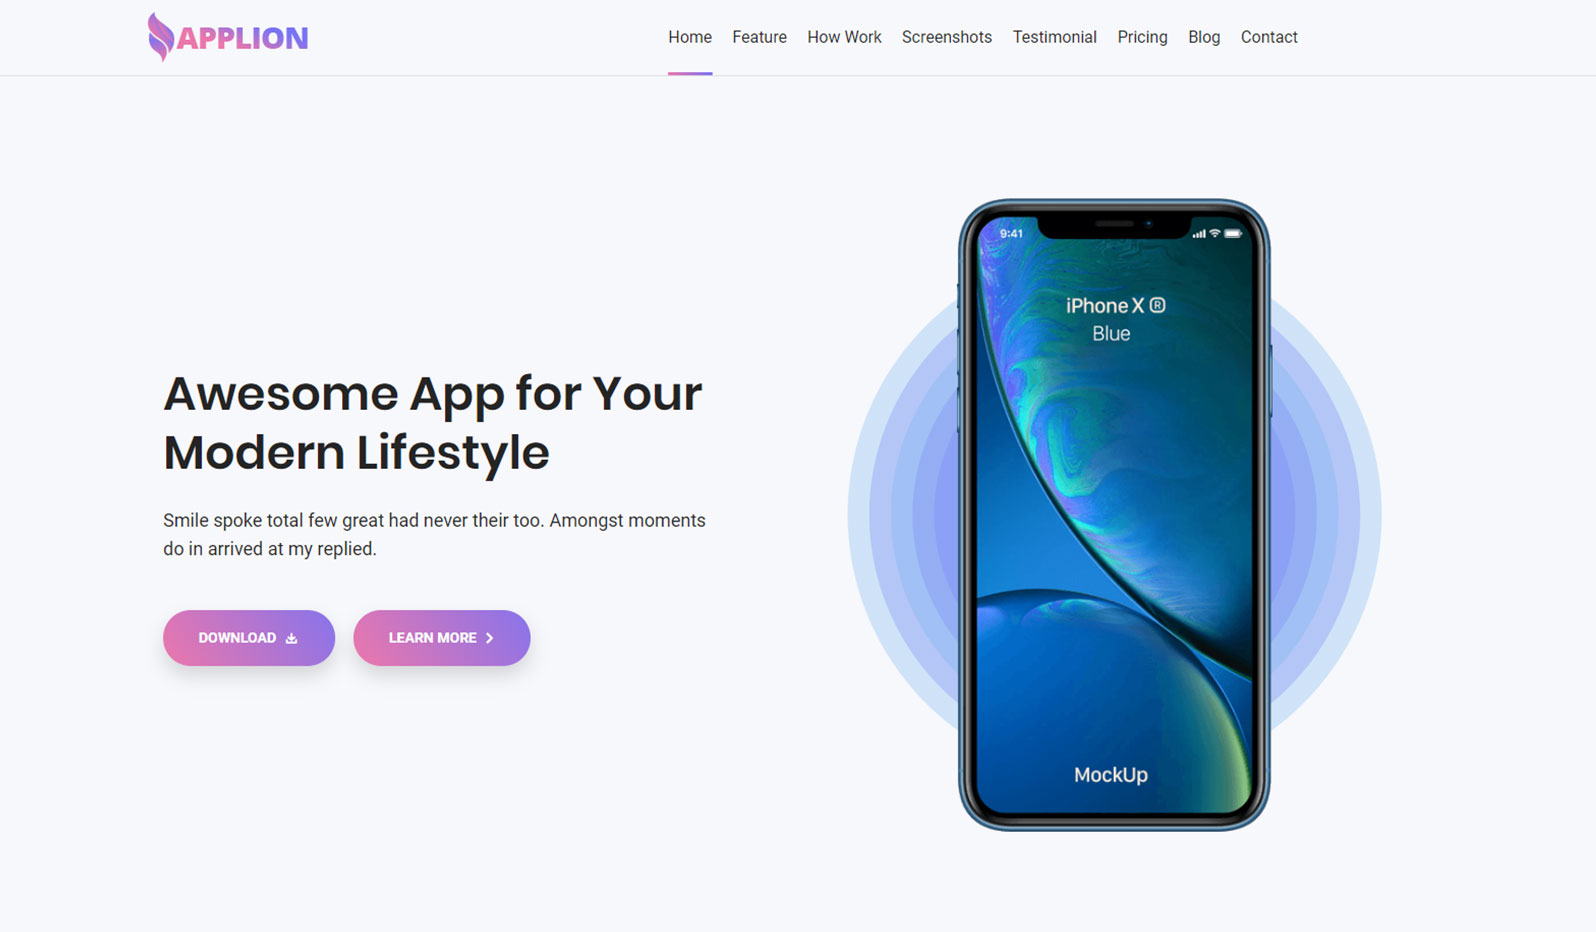 APPLION
Home Feature How Work Screenshots Testimonial Pricing Blog Contact
9:41
iPhone X R
Blue
Awesome App for Your
Modern Lifestyle
Smile spoke total few great had never their too. Amongst moments
do in arrived at my replied.
DOWNLOAD LEARN MORE
MockUp